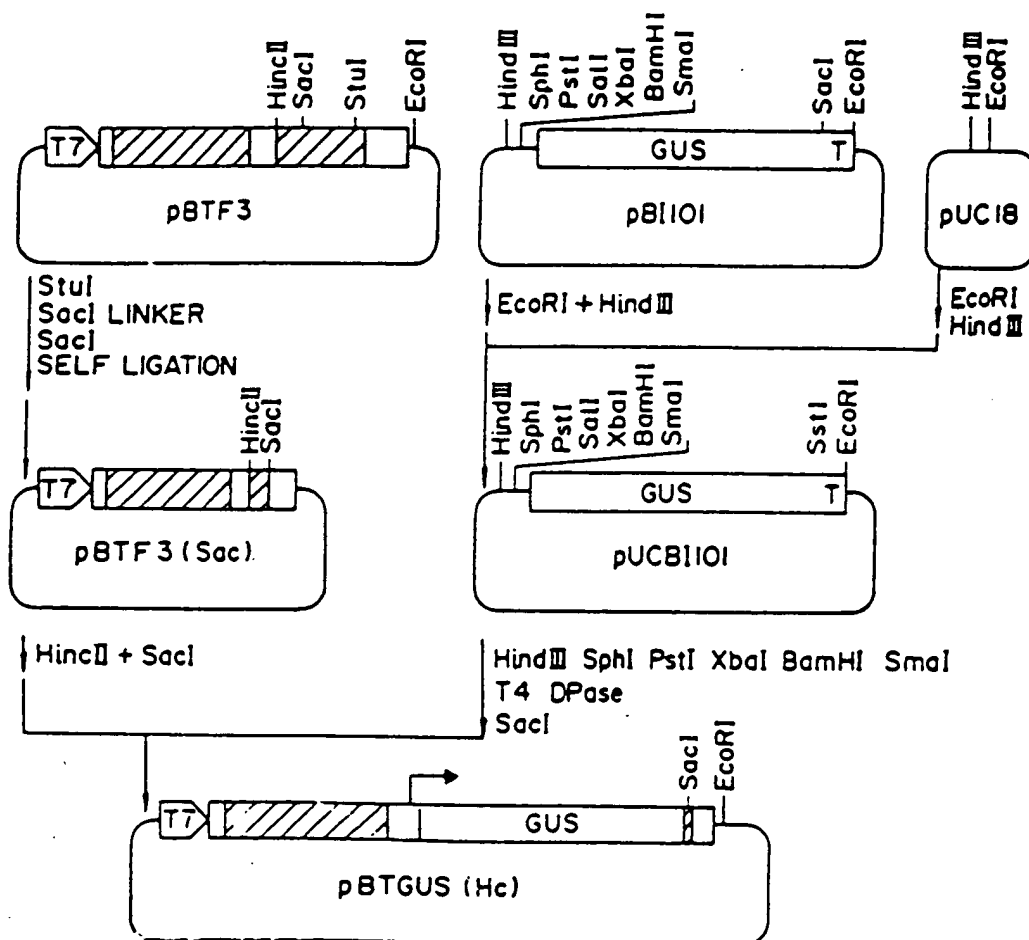 HincⅡ
SacI
StuI
EcoRI
HindⅢ
SphI
PstI
SalI
XbaI
BamHI
SmaI
SacI
EcoRI
HindⅢ
EcoRI
T7
GUS
T
pBTF3
pBI101
pUC18
StuI
SacI LINKER
SacI
SELF LIGATION
EcoRI + HindⅢ
EcoRI
HindⅢ
HincⅡ
SacI
HindⅢ
SphI
PstI
SalI
XbaI
BamHI
SmaI
SstI
EcoRI
T7
GUS
T
pBTF3 (Sac)
pUCBI101
HincⅡ + SacI
HindⅢ SphI PstI XbaI BamHI SmaI
T4 DPase
SacI
SacI
EcoRI
T7
GUS
pBTGUS (Hc)